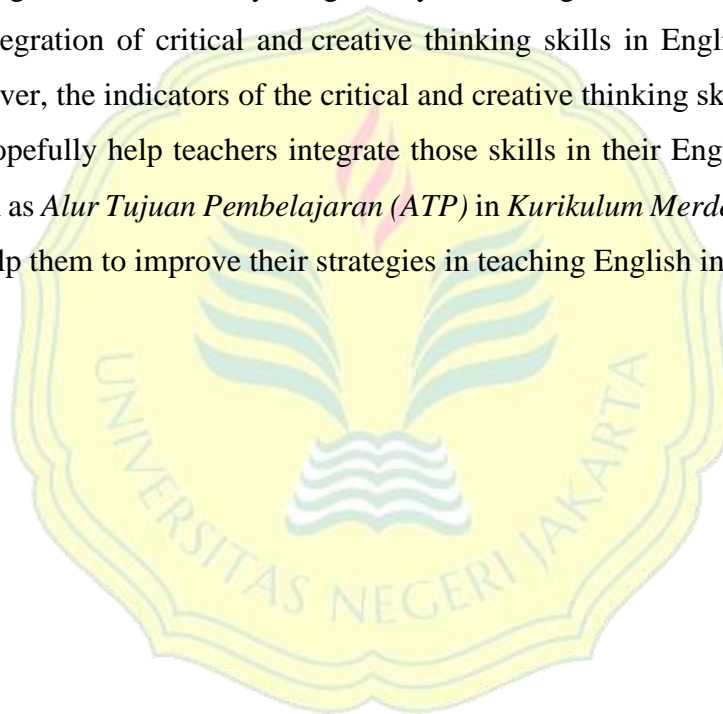 tegration of critical and creative thinking skills in Engli
ver, the indicators of the critical and creative thinking sk
opefully help teachers integrate those skills in their Eng
as Alur Tujuan Pembelajaran (ATP) in Kurikulum Merd
lp them to improve their strategies in teaching English in
UNIVERSITAS NEGERI JAKARTA